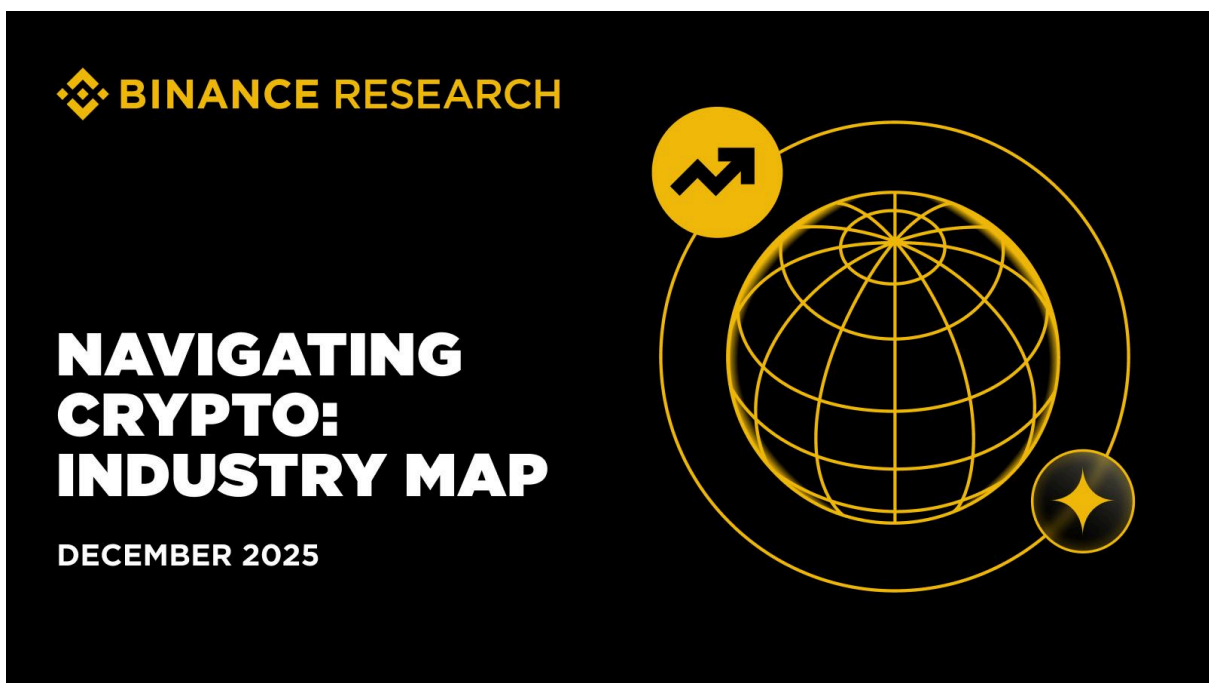 BINANCE RESEARCH
NAVIGATING
CRYPTO:
INDUSTRY MAP
DECEMBER 2025